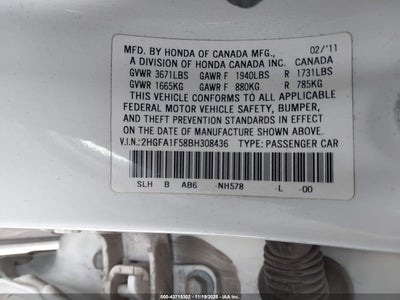 MFD. BY HONDA OF CANADA MFG., 02/'11
A DIVISION OF HONDA CANADA INC. CANADA
GVWR 3671LBS GAWR F 1940LBS R 1731LBS
GVWR 1665KG GAWR F 880KG R 785KG
THIS VEHICLE CONFORMS TO ALL APPLICABLE
FEDERAL MOTOR VEHICLE SAFETY, BUMPER,
AND THEFT PREVENTION STANDARDS IN EFFECT
ON THE DATE OF MANUFACTURE SHOWN ABOVE.
V.I.N.:2HGFA1F58BH308436 TYPE: PASSENGER CAR
SLH B AB6 -NH578 -L -00
000-43715302 - 11/19/2025 - IAA Inc.